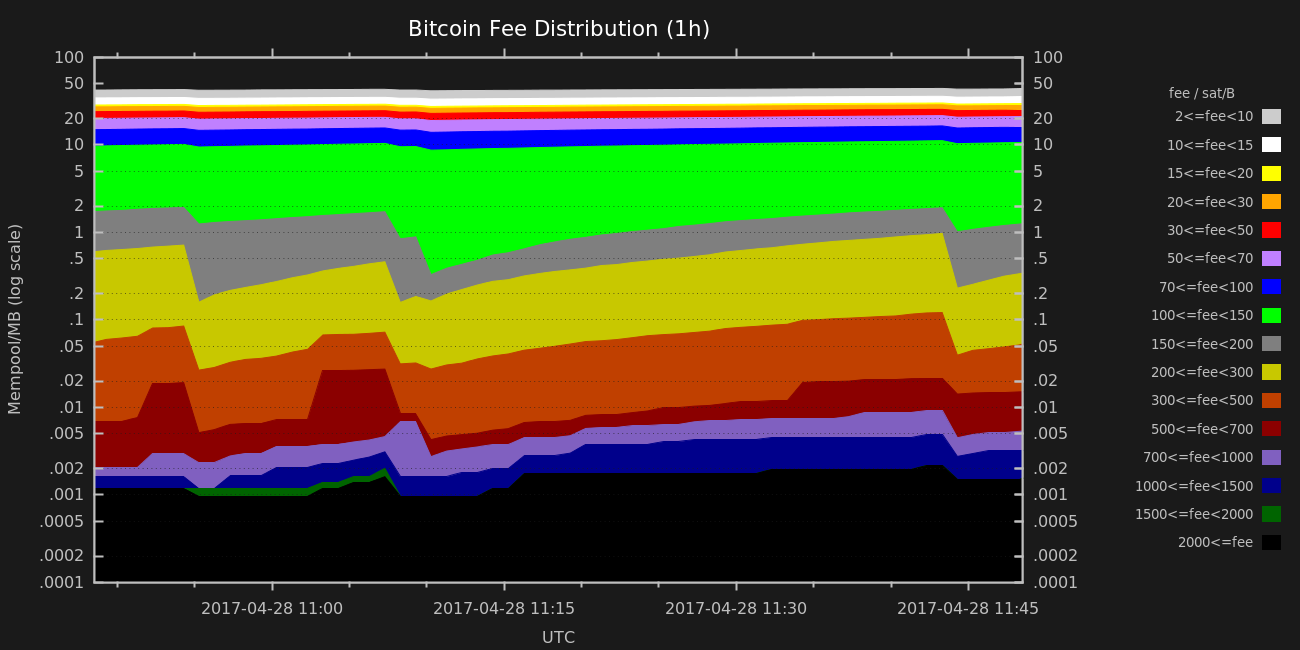 Bitcoin Fee Distribution (1h)
Mempool/MB (log scale)
100
50
20
10
5
2
1
.5
.2
.1
.05
.02
.01
.005
.002
.001
.0005
.0002
.0001
100
50
20
10
5
2
1
.5
.2
.1
.05
.02
.01
.005
.002
.001
.0005
.0002
.0001
2017-04-28 11:00
2017-04-28 11:15
2017-04-28 11:30
2017-04-28 11:45
UTC
fee / sat/B
2<=fee<10
10<=fee<15
15<=fee<20
20<=fee<30
30<=fee<50
50<=fee<70
70<=fee<100
100<=fee<150
150<=fee<200
200<=fee<300
300<=fee<500
500<=fee<700
700<=fee<1000
1000<=fee<1500
1500<=fee<2000
2000<=fee